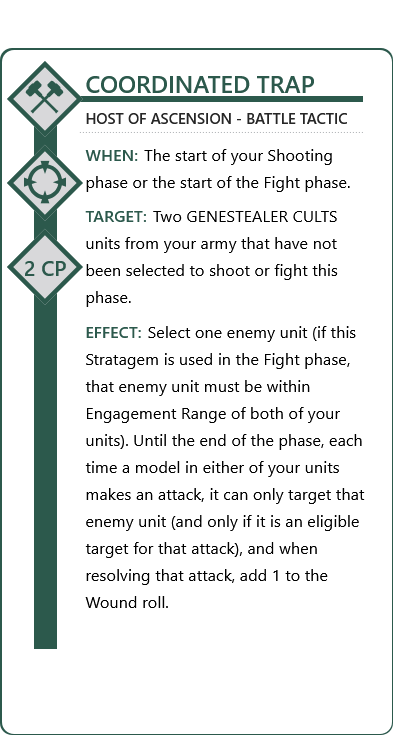 COORDINATED TRAP
HOST OF ASCENSION - BATTLE TACTIC
WHEN: The start of your Shooting
phase or the start of the Fight phase.
TARGET: Two GENESTEALER CULTS
units from your army that have not
been selected to shoot or fight this
phase.
2 CP
EFFECT: Select one enemy unit (if this
Stratagem is used in the Fight phase,
that enemy unit must be within
Engagement Range of both of your
units). Until the end of the phase, each
time a model in either of your units
makes an attack, it can only target that
enemy unit (and only if it is an eligible
target for that attack), and when
resolving that attack, add 1 to the
Wound roll.